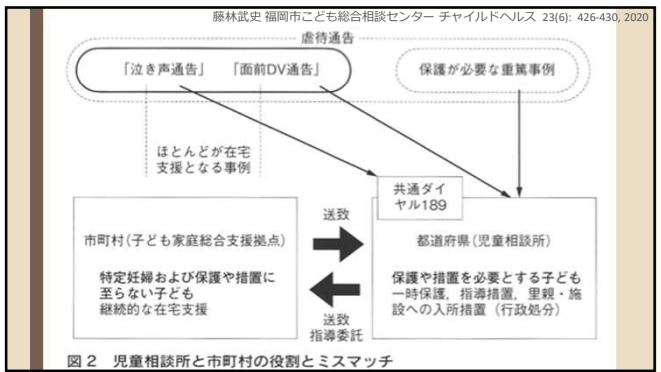 藤林武史 福岡市こども総合相談センター チャイルドヘルス 23(6): 426-430, 2020
虐待通告
「泣き声通告」 「面前DV通告」
保護が必要な重篤事例
ほとんどが在宅
支援となる事例
共通ダイ
ヤル189
市町村(子ども家庭総合支援拠点)
特定妊婦および保護や措置に
至らない子ども
継続的な在宅支援
送致
送致
指導委託
都道府県(児童相談所)
保護や措置を必要とする子ども
一時保護,指導措置,里親・施
設への入所措置(行政処分)
図2 児童相談所と市町村の役割とミスマッチ